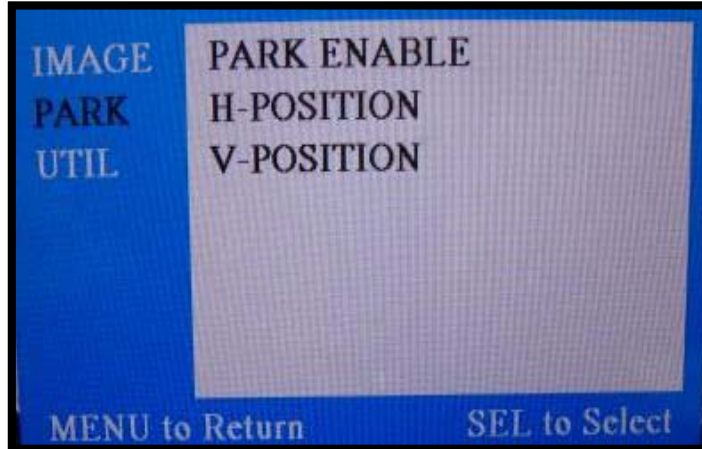 IMAGE
PARK
UTIL
PARK ENABLE
H-POSITION
V-POSITION
MENU to Return
SEL to Select